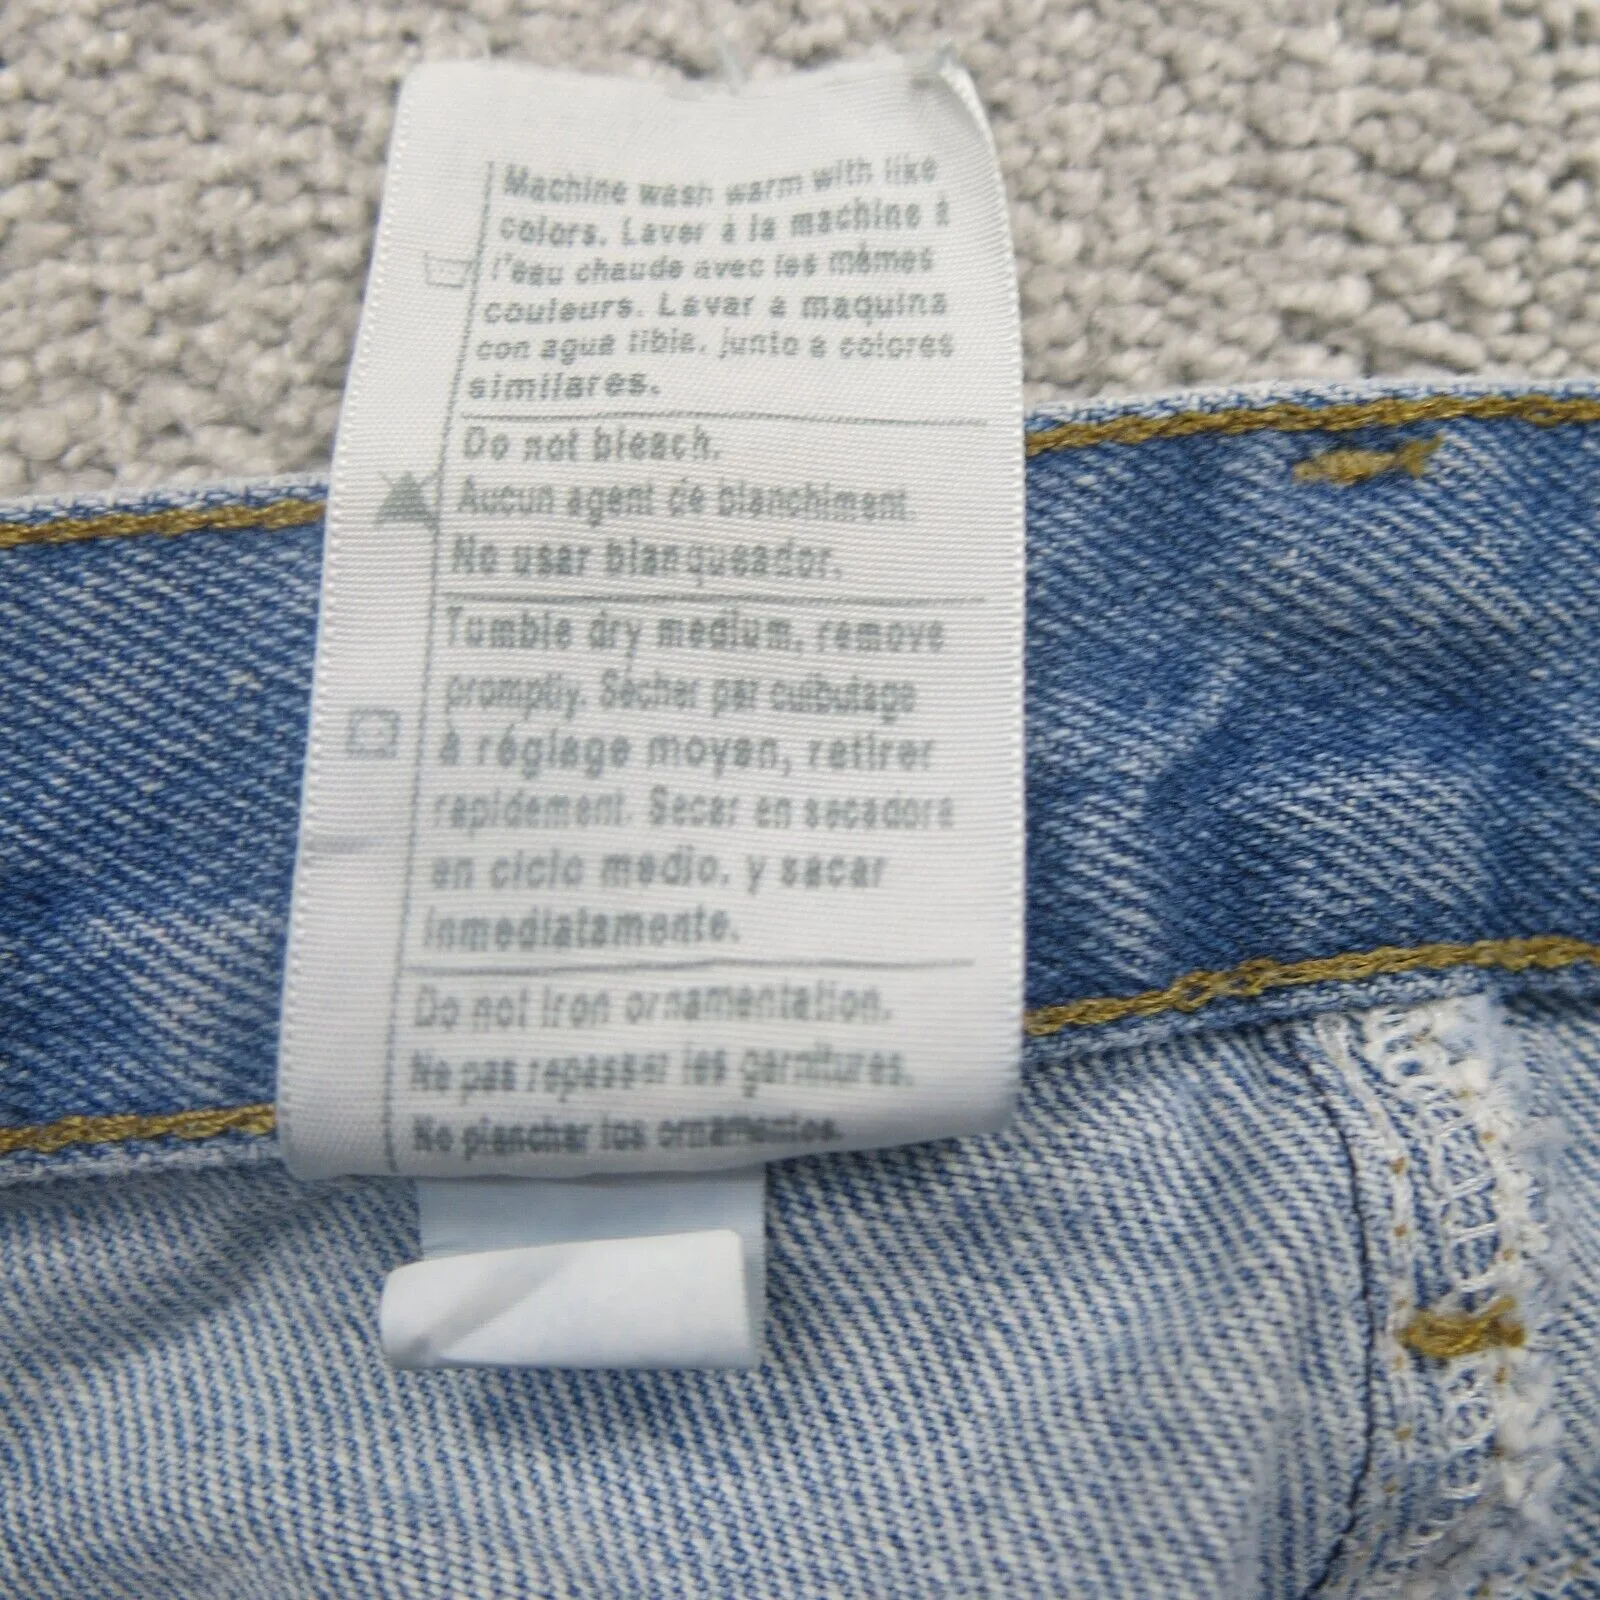 Machine wash warm with like
colors. Laver à la machine à
l'eau chaude avec les mêmes
couleurs. Lavar a maquina
con agua tibia, junto a colores
similares.
Do not bleach.
Aucun agent de blanchiment.
No usar blanqueador.
Tumble dry medium, remove
promptly. Sécher par culbutage
à réglage moyen, retirer
rapidement. Secar en secadora
en ciclo medio, y sacar
inmediatamente.
Do not iron ornamentation.
Ne pas repasser les garnitures.
No planchar los ornamentos.